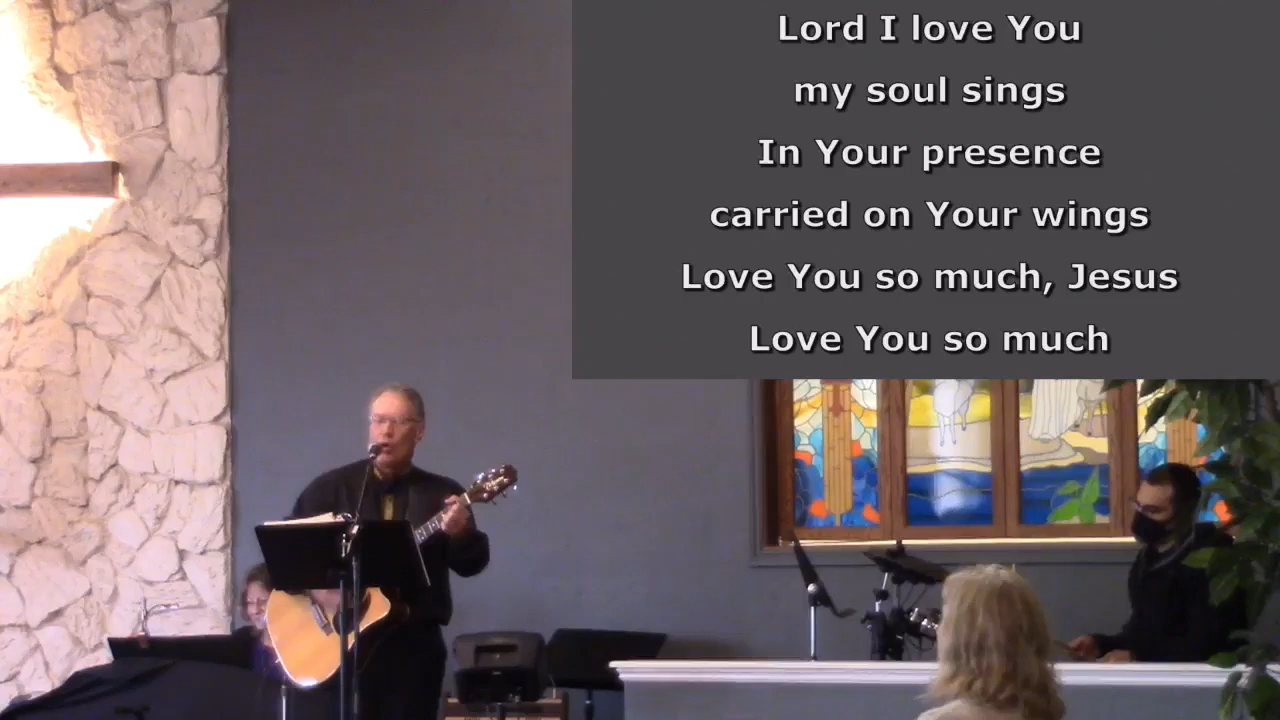 Lord I love You
my soul sings
In Your presence
carried on Your wings
Love You so much, Jesus
Love You so much